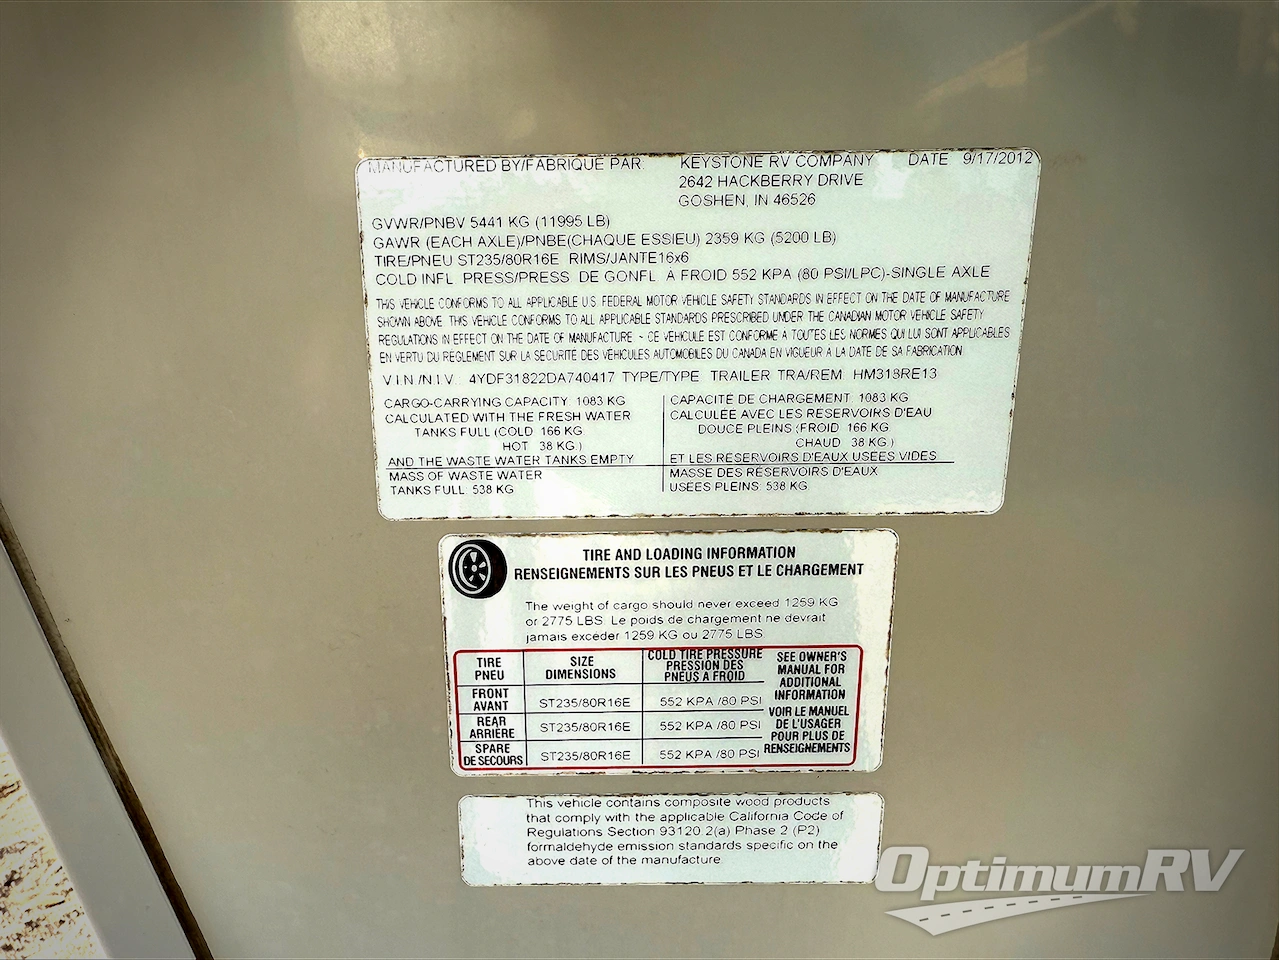 MANUFACTURED BY/FABRIQUE PAR: KEYSTONE RV COMPANY DATE 9/17/2012
2642 HACKBERRY DRIVE
GOSHEN, IN 46526
GVWR/PNBV 5441 KG (11995 LB)
GAWR (EACH AXLE)/PNBE(CHAQUE ESSIEU) 2359 KG (5200 LB)
TIRE/PNEU ST235/80R16E RIMS/JANTE16x6
COLD INFL PRESS/PRESS DE GONFL À FROID 552 KPA (80 PSI/LPC)-SINGLE AXLE
THIS VEHICLE CONFORMS TO ALL APPLICABLE U.S. FEDERAL MOTOR VEHICLE SAFETY STANDARDS IN EFFECT ON THE DATE OF MANUFACTURE
SHOWN ABOVE. THIS VEHICLE CONFORMS TO ALL APPLICABLE STANDARDS PRESCRIBED UNDER THE CANADIAN MOTOR VEHICLE SAFETY
REGULATIONS IN EFFECT ON THE DATE OF MANUFACTURE - CE VÉHICULE EST CONFORME A TOUTES LES NORMES QUI LUI SONT APPLICABLES
EN VERTU DU RÈGLEMENT SUR LA SÉCURITÉ DES VÉHICULES AUTOMOBILES DU CANADA EN VIGUEUR A LA DATE DE SA FABRICATION
V.I.N./N.I.V.: 4YDF31822DA740417 TYPE/TYPE TRAILER TRA/REM HM318RE13
CARGO-CARRYING CAPACITY: 1083 KG
CALCULATED WITH THE FRESH WATER
TANKS FULL (COLD 166 KG
HOT 38 KG.)
AND THE WASTE WATER TANKS EMPTY
MASS OF WASTE WATER
TANKS FULL: 538 KG
CAPACITÉ DE CHARGEMENT: 1083 KG
CALCULÉE AVEC LES RÉSERVOIRS D'EAU
DOUCE PLEINS (FROID 166 KG
CHAUD 38 KG.)
ET LES RÉSERVOIRS D'EAUX USÉES VIDES
MASSE DES RÉSERVOIRS D'EAUX
USÉES PLEINS: 538 KG
TIRE AND LOADING INFORMATION
RENSEIGNEMENTS SUR LES PNEUS ET LE CHARGEMENT
The weight of cargo should never exceed 1259 KG
or 2775 LBS. Le poids de chargement ne devrait
jamais excéder 1259 KG ou 2775 LBS
TIRE PNEU SIZE DIMENSIONS COLD TIRE PRESSURE PRESSION DES PNEUS A FROID
FRONT AVANT ST235/80R16E 552 KPA /80 PSI
REAR ARRIÈRE ST235/80R16E 552 KPA /80 PSI
SPARE DE SECOURS ST235/80R16E 552 KPA /80 PSI
SEE OWNER'S
MANUAL FOR
ADDITIONAL
INFORMATION
VOIR LE MANUEL
DE L'USAGER
POUR PLUS DE
RENSEIGNEMENTS
This vehicle contains composite wood products
that comply with the applicable California Code of
Regulations Section 93120.2(a) Phase 2 (P2)
formaldehyde emission standards specific on the
above date of the manufacture.
OptimumRV